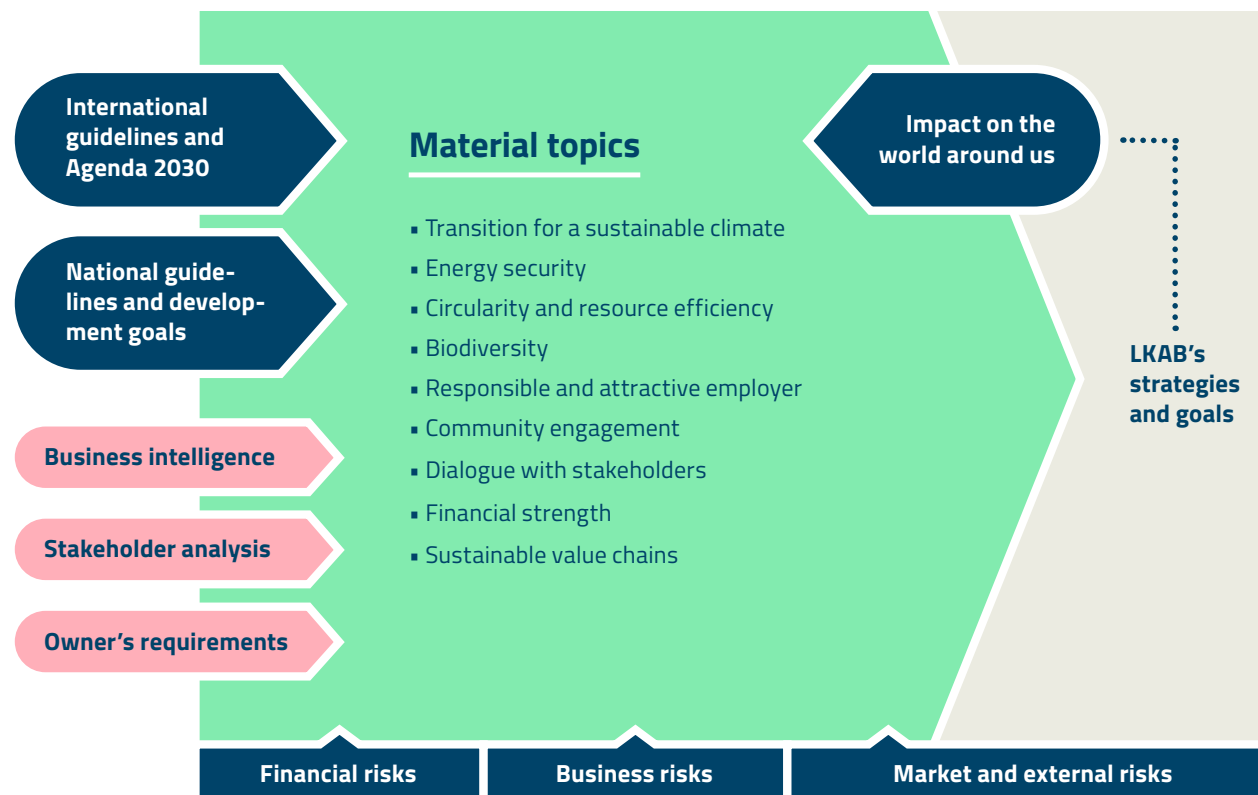 International
guidelines and
Agenda 2030
National guide-
lines and develop-
ment goals
Business intelligence
Stakeholder analysis
Owner’s requirements
Material topics
▪ Transition for a sustainable climate
▪ Energy security
▪ Circularity and resource efficiency
▪ Biodiversity
▪ Responsible and attractive employer
▪ Community engagement
▪ Dialogue with stakeholders
▪ Financial strength
▪ Sustainable value chains
Impact on the
world around us
LKAB’s
strategies
and goals
Financial risks
Business risks
Market and external risks